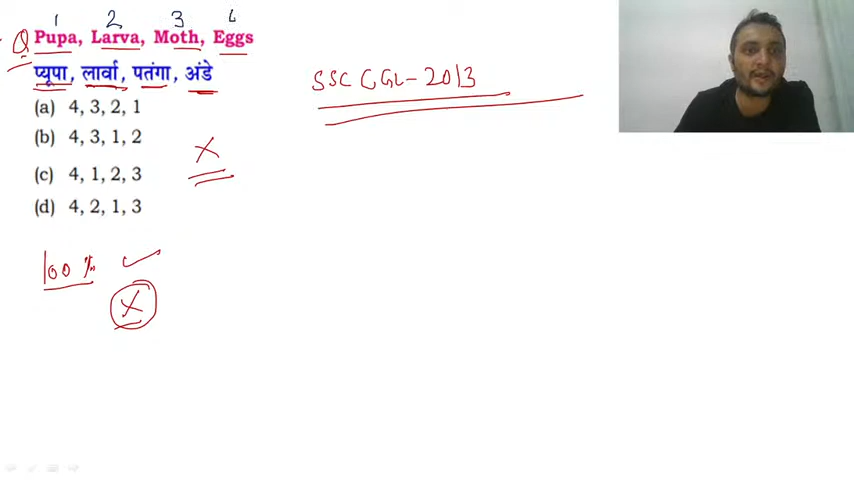 1 2 3 4
Q Pupa, Larva, Moth, Eggs
प्यूपा, लार्वा, पतंगा, अंडे
SSC CGL - 2013
(a) 4, 3, 2, 1
(b) 4, 3, 1, 2
(c) 4, 1, 2, 3
(d) 4, 2, 1, 3
100%